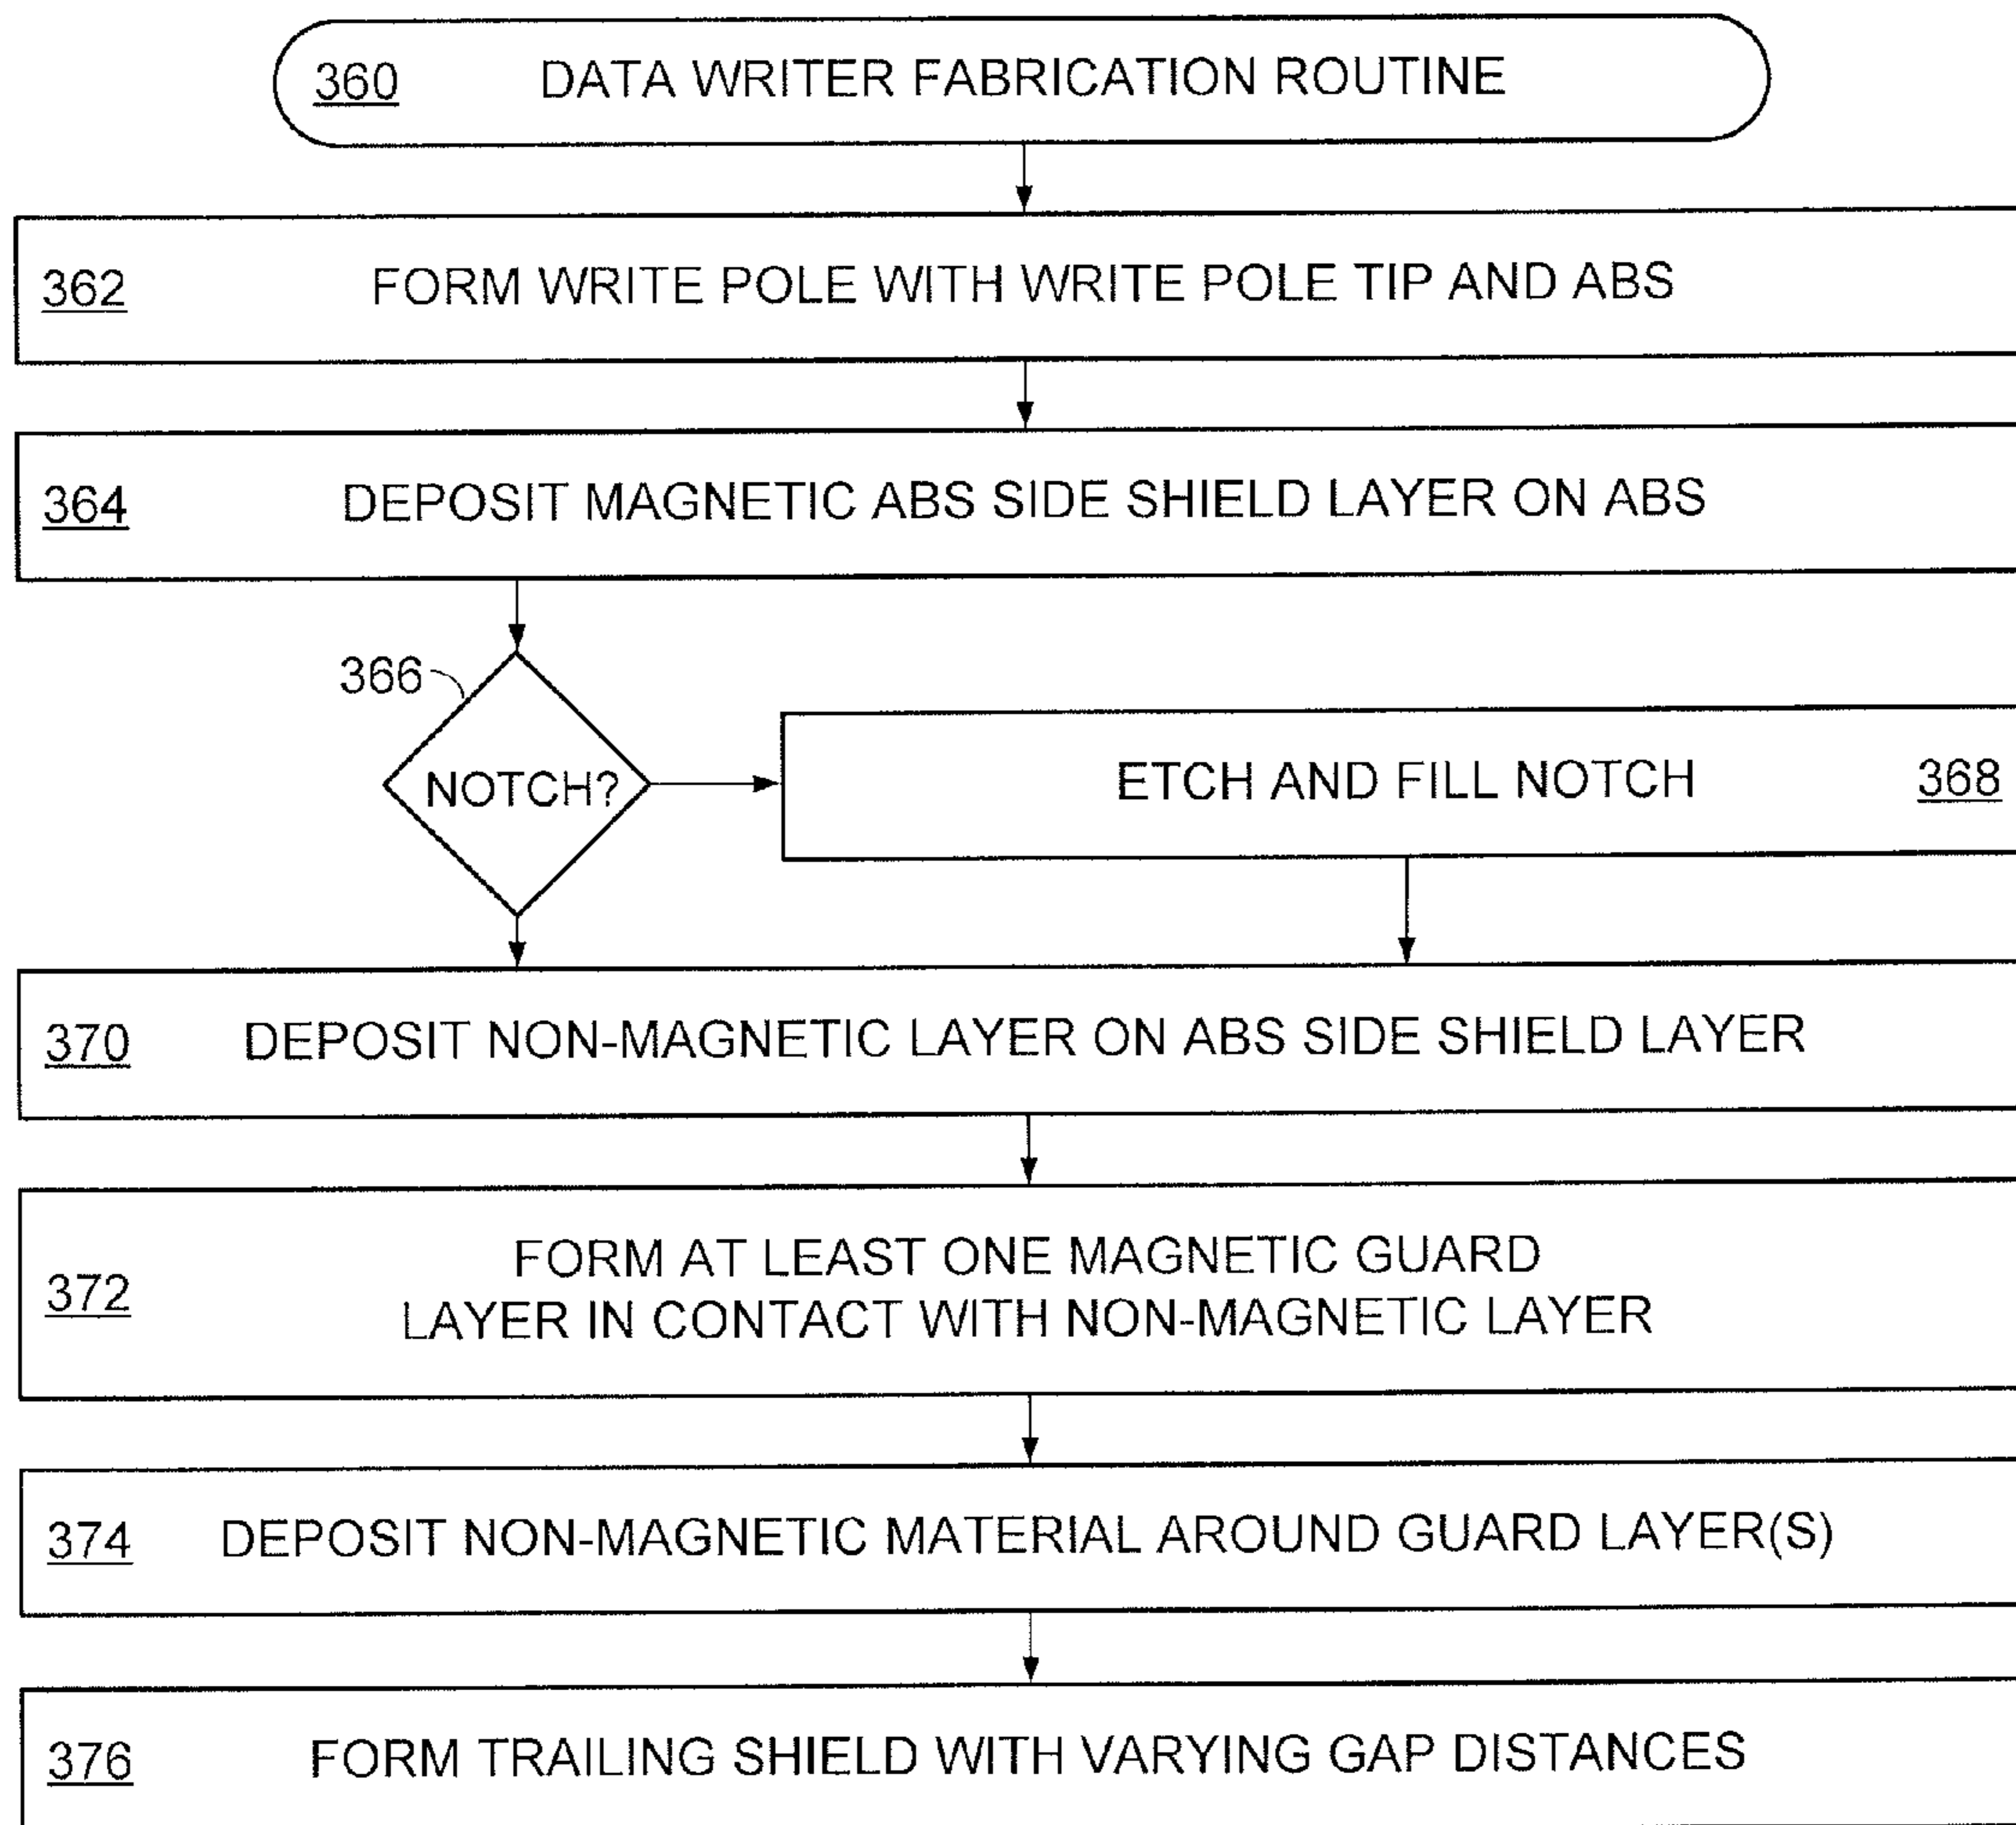 360 DATA WRITER FABRICATION ROUTINE
362 FORM WRITE POLE WITH WRITE POLE TIP AND ABS
364 DEPOSIT MAGNETIC ABS SIDE SHIELD LAYER ON ABS
366
NOTCH?
ETCH AND FILL NOTCH 368
370 DEPOSIT NON-MAGNETIC LAYER ON ABS SIDE SHIELD LAYER
372 FORM AT LEAST ONE MAGNETIC GUARD
LAYER IN CONTACT WITH NON-MAGNETIC LAYER
374 DEPOSIT NON-MAGNETIC MATERIAL AROUND GUARD LAYER(S)
376 FORM TRAILING SHIELD WITH VARYING GAP DISTANCES